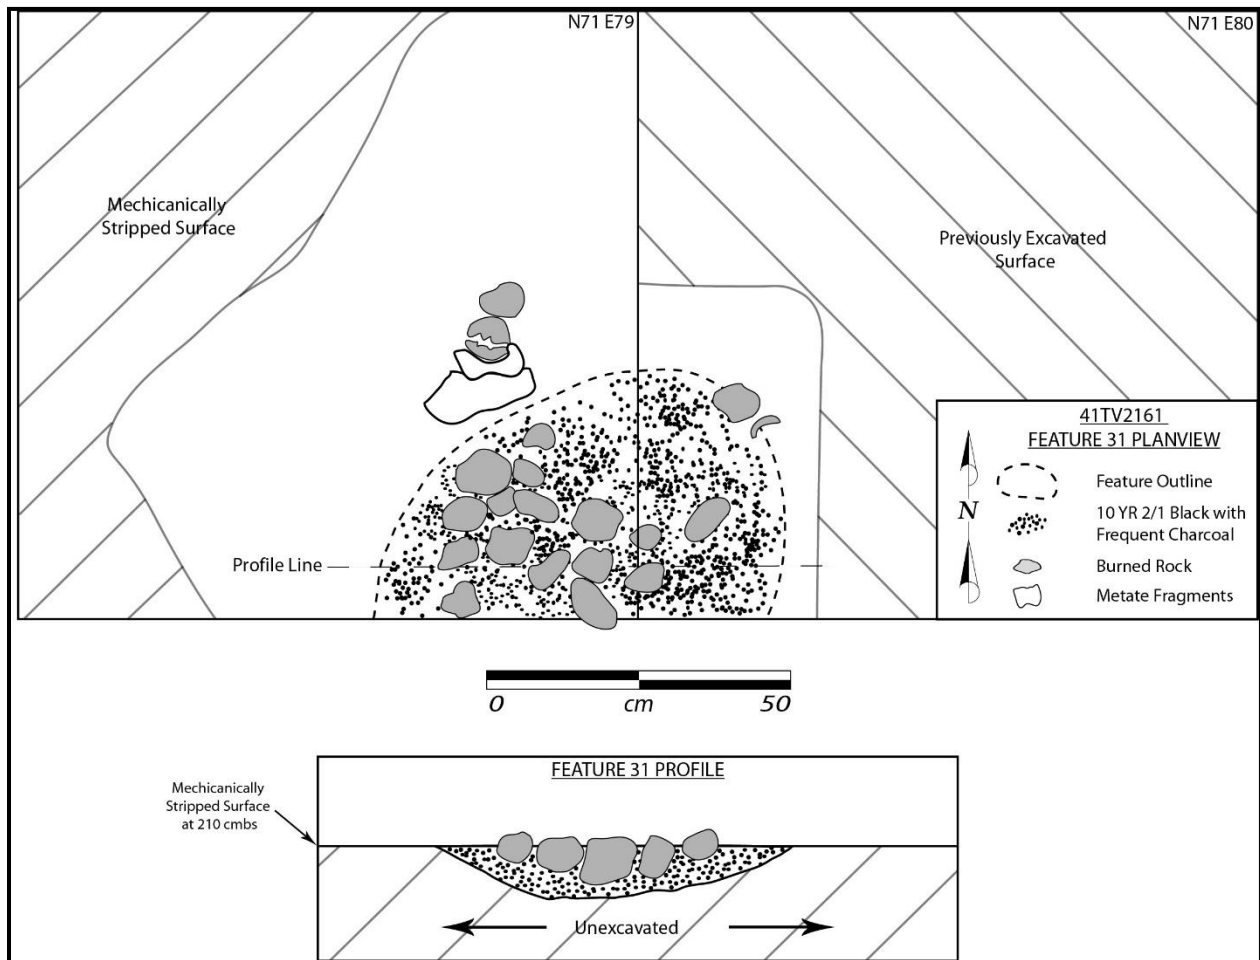 N71 E79
N71 E80
Mechicanically
Stripped Surface
Previously Excavated
Surface
41TV2161
FEATURE 31 PLANVIEW
N
Feature Outline
10 YR 2/1 Black with
Frequent Charcoal
Burned Rock
Metate Fragments
Profile Line
0 cm 50
FEATURE 31 PROFILE
Mechicanically
Stripped Surface
at 210 cmbs
Unexcavated